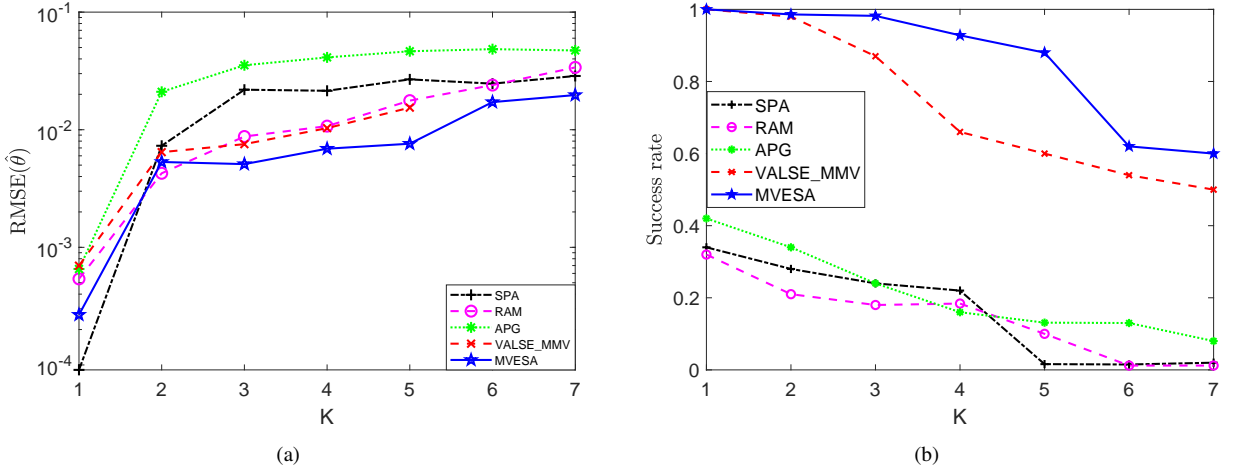 10^-1
10^-2
10^-3
10^-4
RMSE(θ̂)
1 2 3 4 5 6 7
K
SPA
RAM
APG
VALSE_MMV
MVESA
(a)
1
0.8
0.6
0.4
0.2
0
Success rate
1 2 3 4 5 6 7
K
SPA
RAM
APG
VALSE_MMV
MVESA
(b)